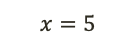 x = 5